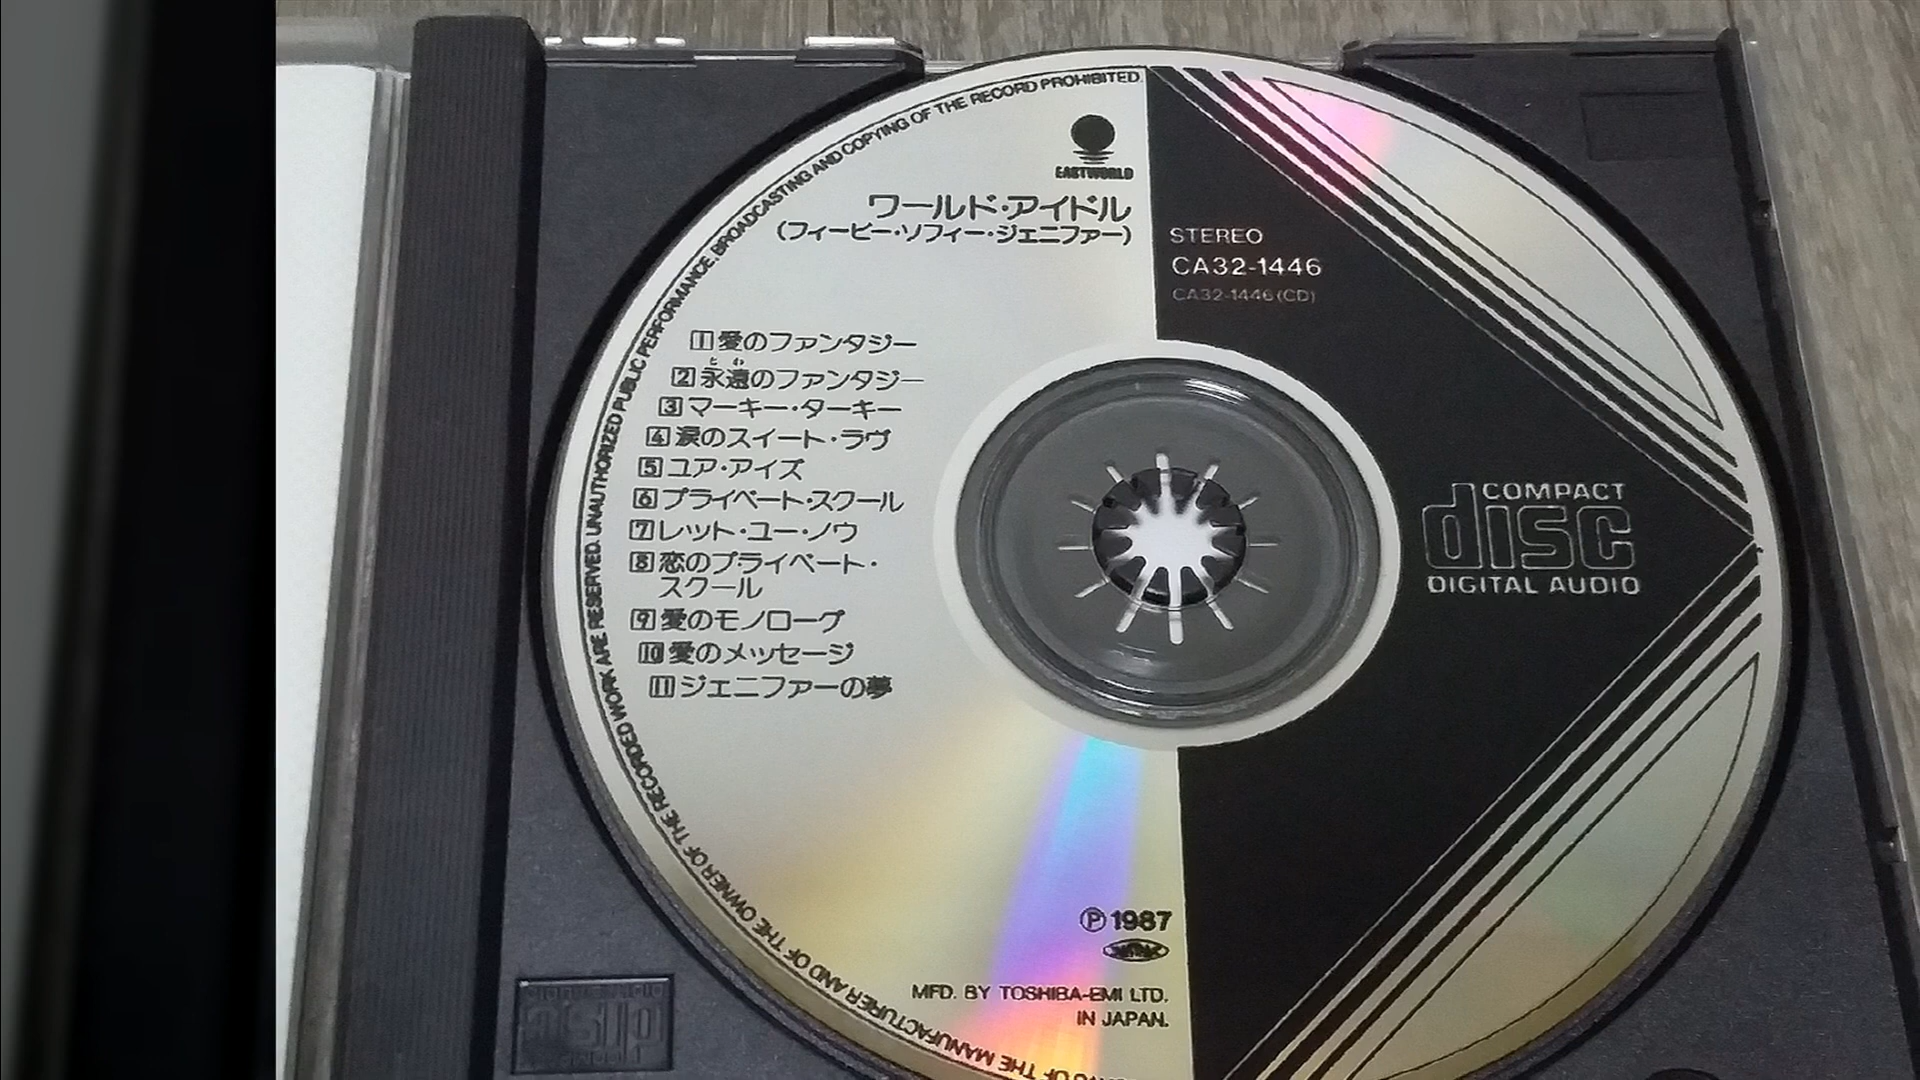 EASTWORLD
ワールド・アイドル
(フィービー・ソフィー・ジェニファー)
STEREO
CA32-1446
CA32-1446(CD)
1 愛のファンタジー
とわ
2 永遠のファンタジー
3 マーキー・ターキー
4 涙のスイート・ラヴ
5 ユア・アイズ
6 プライベート・スクール
7 レット・ユー・ノウ
8 恋のプライベート・
スクール
9 愛のモノローグ
10 愛のメッセージ
11 ジェニファーの夢
COMPACT
disc
DIGITAL AUDIO
Ⓟ1987
MFD. BY TOSHIBA-EMI LTD.
IN JAPAN.
OF THE MANUFACTURER AND OF THE OWNER OF THE RECORDED WORK ARE RESERVED. UNAUTHORIZED PUBLIC PERFORMANCE, BROADCASTING AND COPYING OF THE RECORD PROHIBITED.